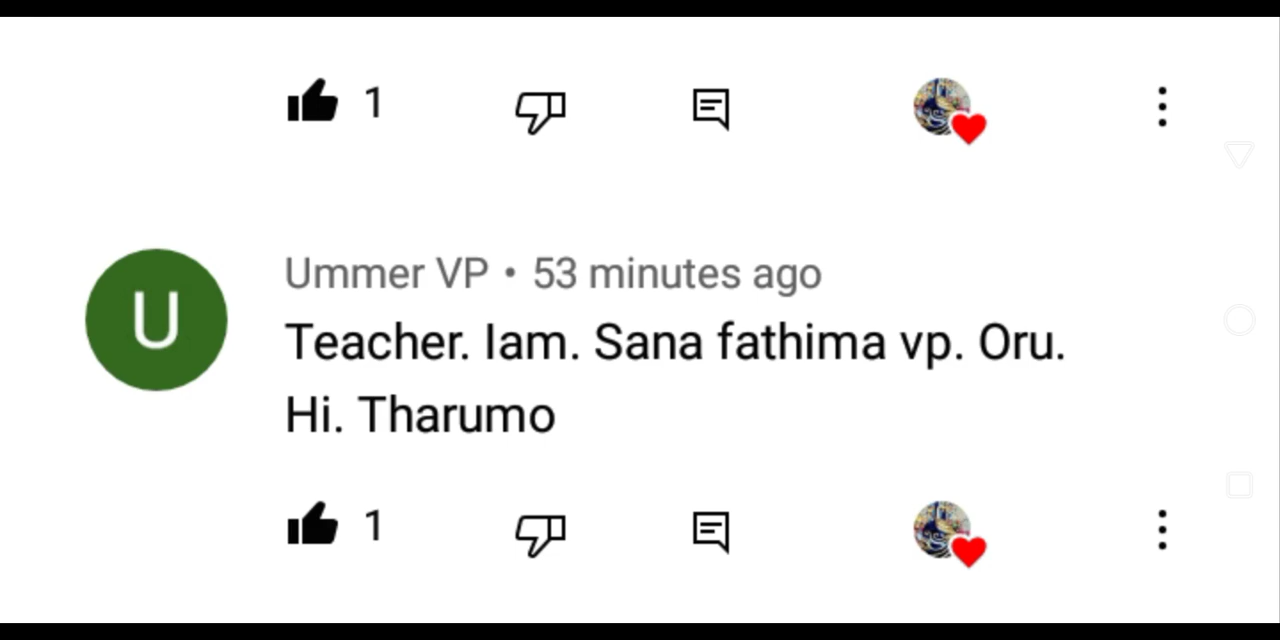 1
Ummer VP • 53 minutes ago
U
Teacher. Iam. Sana fathima vp. Oru.
Hi. Tharumo
1